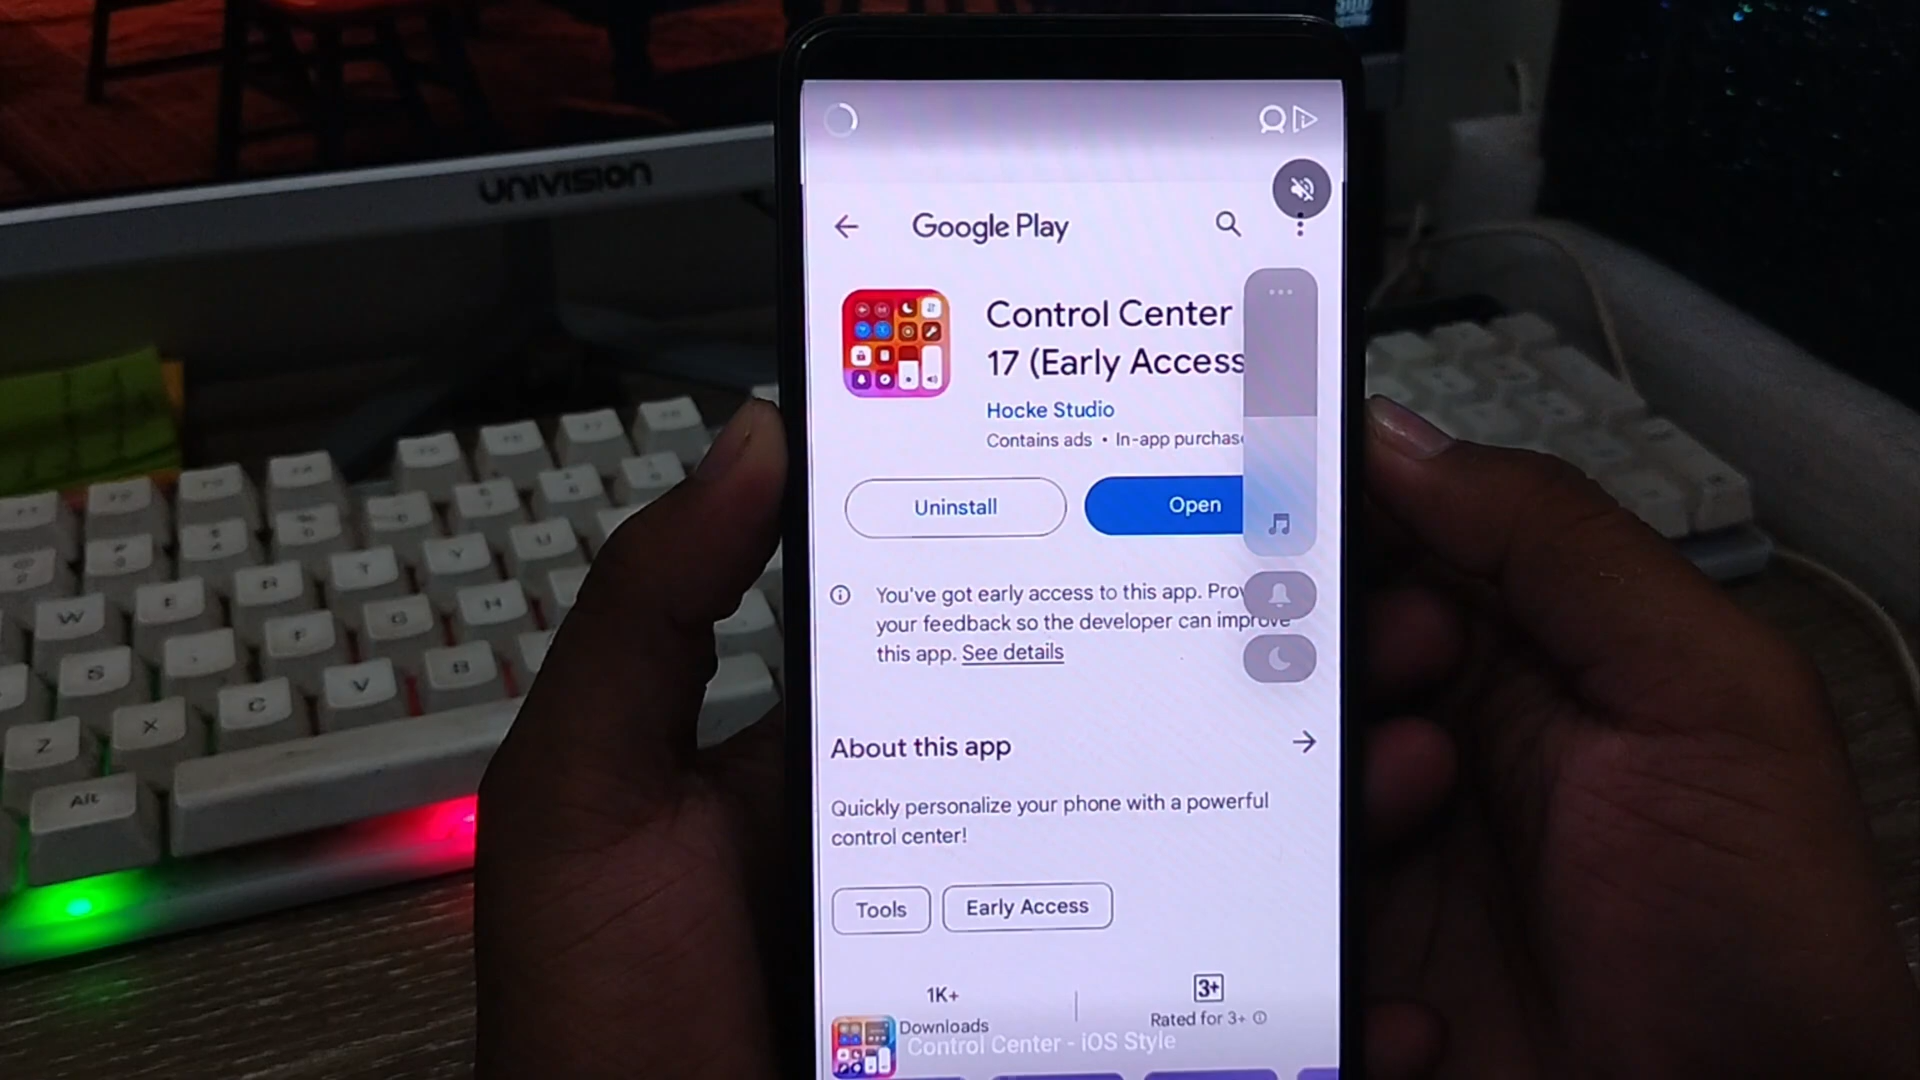 UNIVISION
Google Play
Control Center
17 (Early Access
Hocke Studio
Contains ads • In-app purchas
Uninstall
Open
You've got early access to this app. Prov
your feedback so the developer can improve
this app. See details
About this app
Quickly personalize your phone with a powerful
control center!
Tools
Early Access
1K+
Downloads
3+
Rated for 3+
Control Center - iOS Style
W
E
R
T
Y
U
S
F
G
H
Z
X
C
V
B
Alt